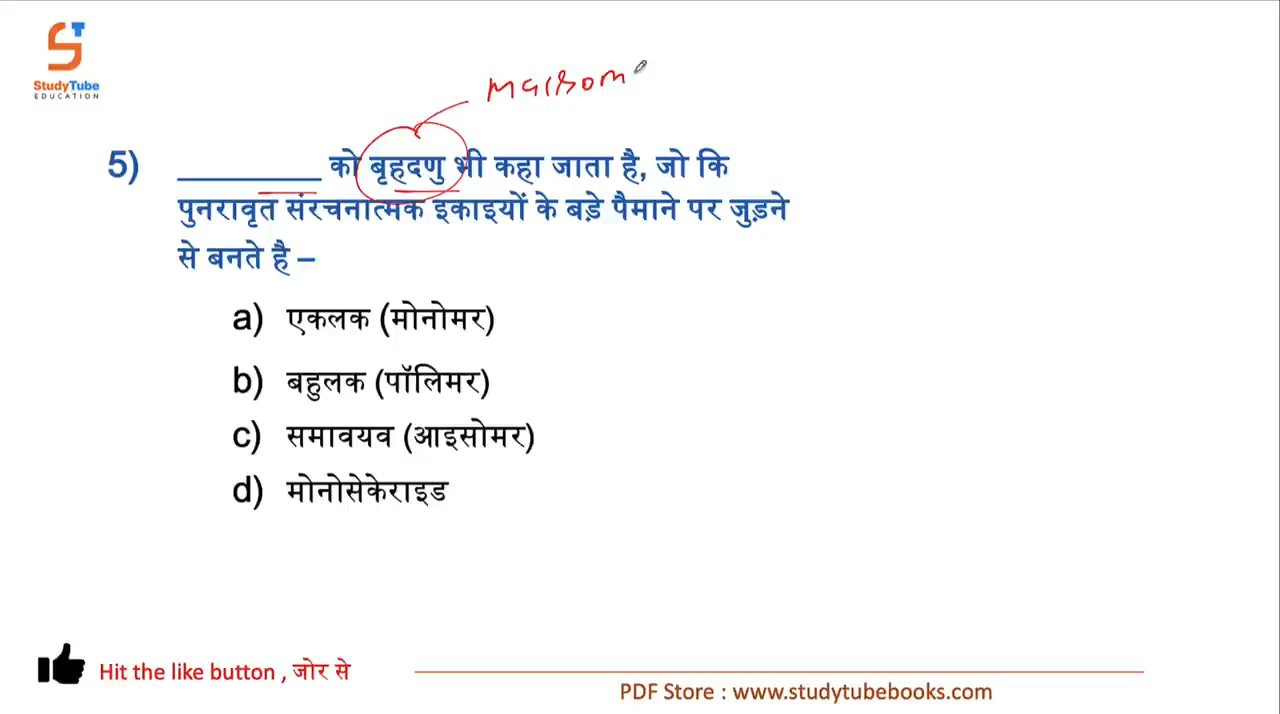 StudyTube
EDUCATION
macrom
5) ________ को बृहदणु भी कहा जाता है, जो कि
पुनरावृत संरचनात्मक इकाइयों के बड़े पैमाने पर जुड़ने
से बनते है –
a) एकलक (मोनोमर)
b) बहुलक (पॉलिमर)
c) समावयव (आइसोमर)
d) मोनोसेकेराइड
Hit the like button , जोर से
PDF Store : www.studytubebooks.com